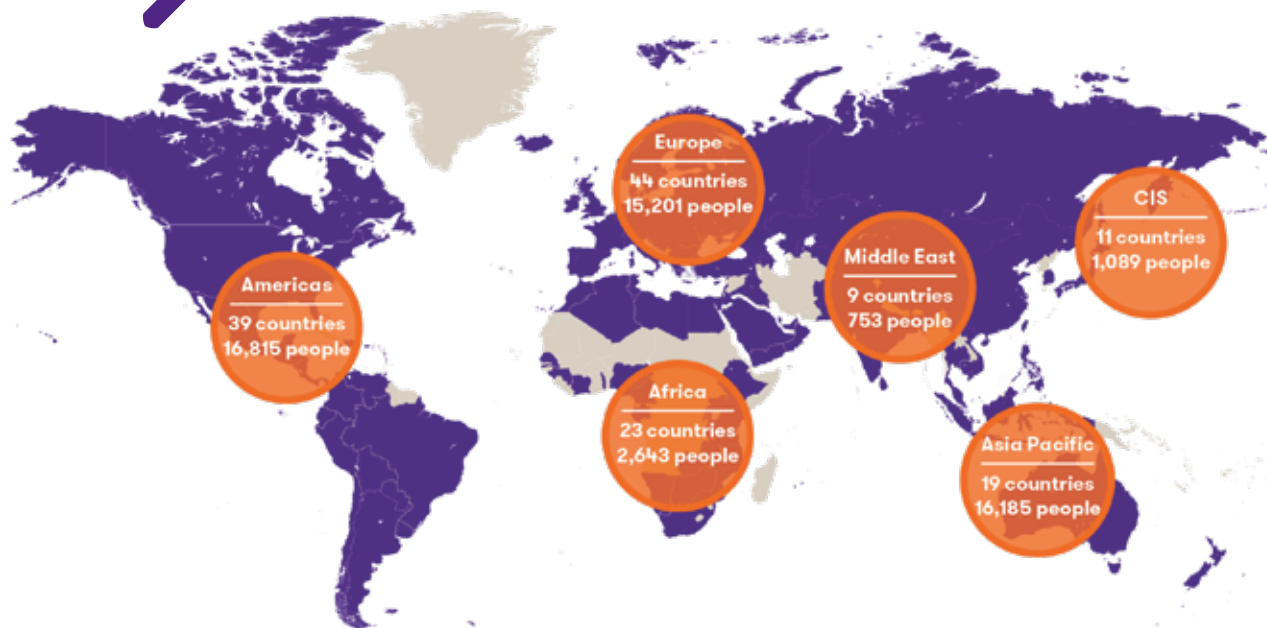 Europe
44 countries
15,201 people
CIS
11 countries
1,089 people
Middle East
9 countries
753 people
Americas
39 countries
16,815 people
Africa
23 countries
2,643 people
Asia Pacific
19 countries
16,185 people